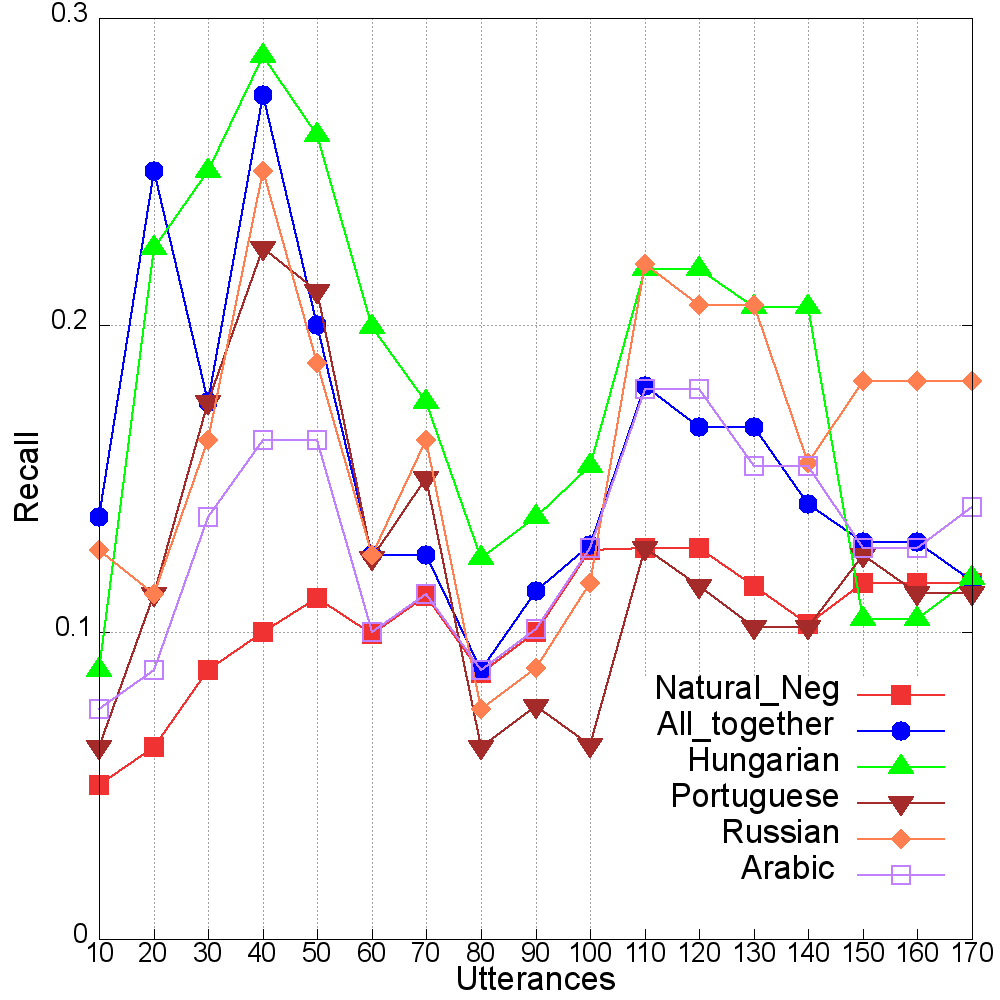 0.3
0.2
0.1
0
Recall
Natural_Neg
All_together
Hungarian
Portuguese
Russian
Arabic
10 20 30 40 50 60 70 80 90 100 110 120 130 140 150 160 170
Utterances